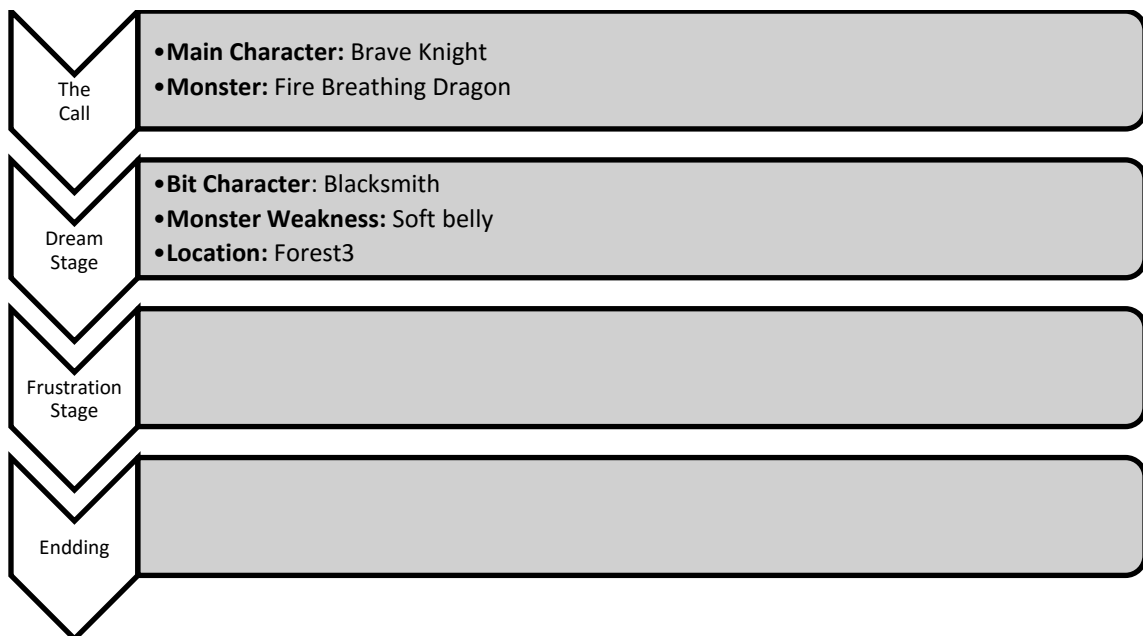 The
Call
•Main Character: Brave Knight
•Monster: Fire Breathing Dragon
Dream
Stage
•Bit Character: Blacksmith
•Monster Weakness: Soft belly
•Location: Forest3
Frustration
Stage
Endding